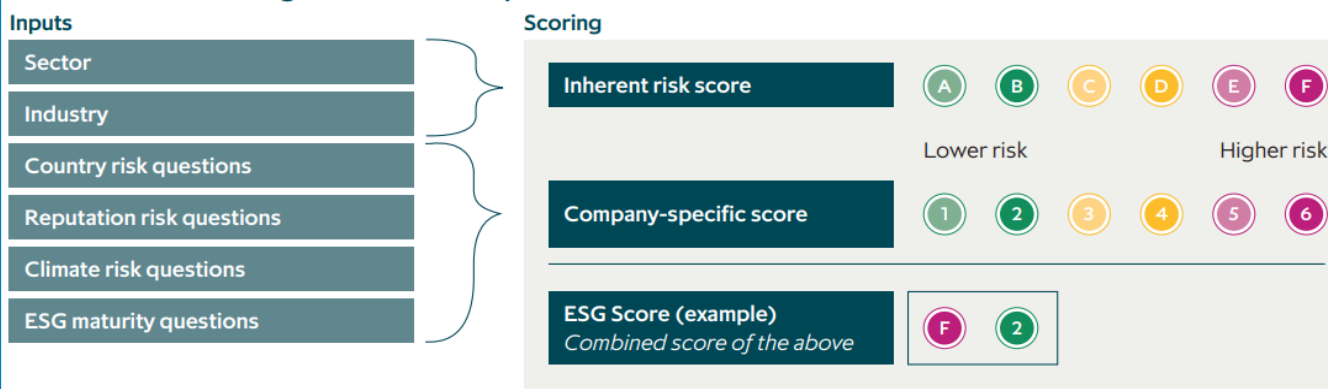 Inputs
Sector
Industry
Country risk questions
Reputation risk questions
Climate risk questions
ESG maturity questions
Scoring
Inherent risk score
A B C D E F
Lower risk Higher risk
Company-specific score
1 2 3 4 5 6
ESG Score (example)
Combined score of the above
F 2